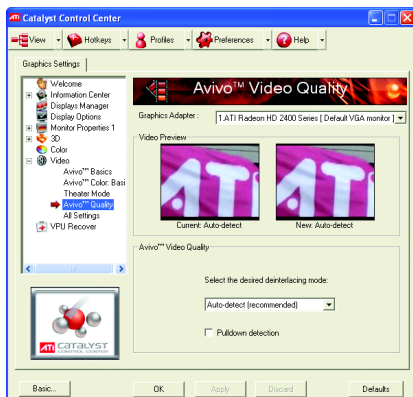 ATI Catalyst Control Center
View Hotkeys Profiles Preferences Help
Graphics Settings
Welcome
Information Center
Displays Manager
Display Options
Monitor Properties 1
3D
Color
Video
Avivo™ Basics
Avivo™ Color: Basi
Theater Mode
Avivo™ Quality
All Settings
VPU Recover
ATI CATALYST
CONTROL CENTER
Avivo™ Video Quality
Graphics Adapter :
1.ATI Radeon HD 2400 Series [ Default VGA monitor ]
Video Preview
ATI
ATI
Current: Auto-detect
New: Auto-detect
Avivo™ Video Quality
Select the desired deinterlacing mode:
Auto-detect (recommended)
Pulldown detection
Basic...
OK
Apply
Discard
Defaults